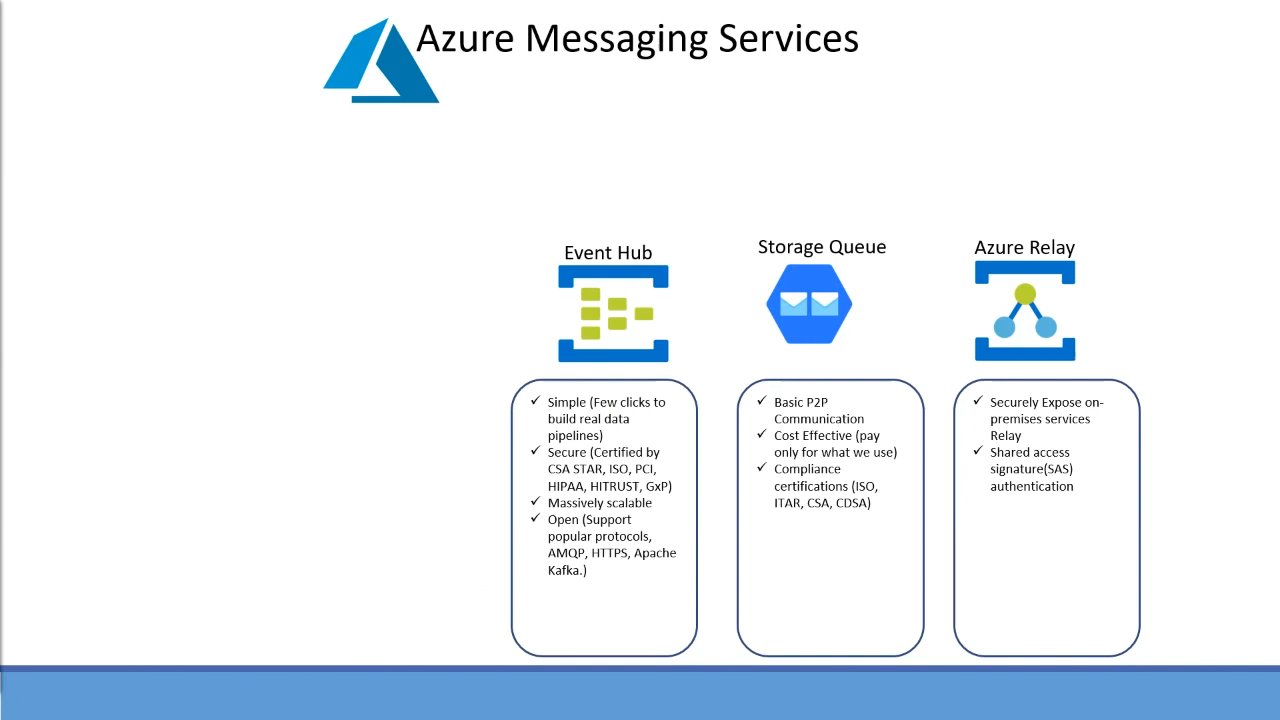 Azure Messaging Services
Event Hub
Simple (Few clicks to
build real data
pipelines)
Secure (Certified by
CSA STAR, ISO, PCI,
HIPAA, HITRUST, GxP)
Massively scalable
Open (Support
popular protocols,
AMQP, HTTPS, Apache
Kafka.)
Storage Queue
Basic P2P
Communication
Cost Effective (pay
only for what we use)
Compliance
certifications (ISO,
ITAR, CSA, CDSA)
Azure Relay
Securely Expose on-
premises services
Relay
Shared access
signature(SAS)
authentication